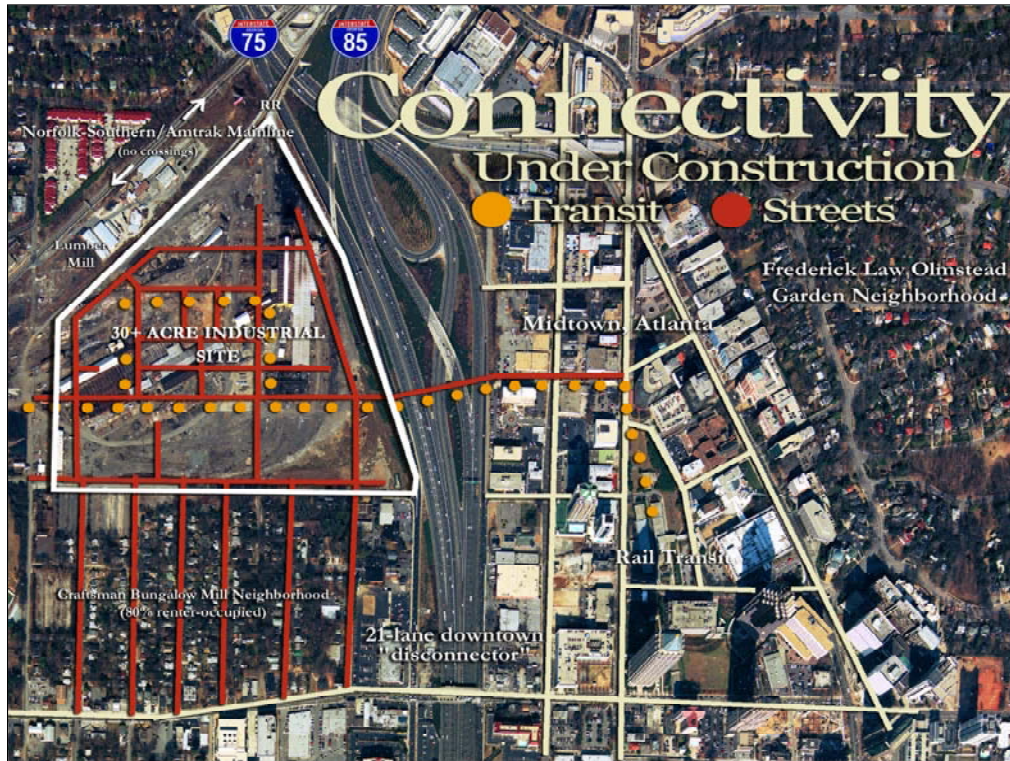 INTERSTATE
75
INTERSTATE
85
Connectivity
Under Construction
Transit
Streets
RR
Norfolk-Southern/Amtrak Mainline
(no crossings)
Lumber
Mill
Frederick Law Olmstead
Garden Neighborhood
Midtown, Atlanta
30+ ACRE INDUSTRIAL
SITE
Rail Transit
Craftsman Bungalow Mill Neighborhood
(80% renter-occupied)
21-lane downtown
"disconnector"